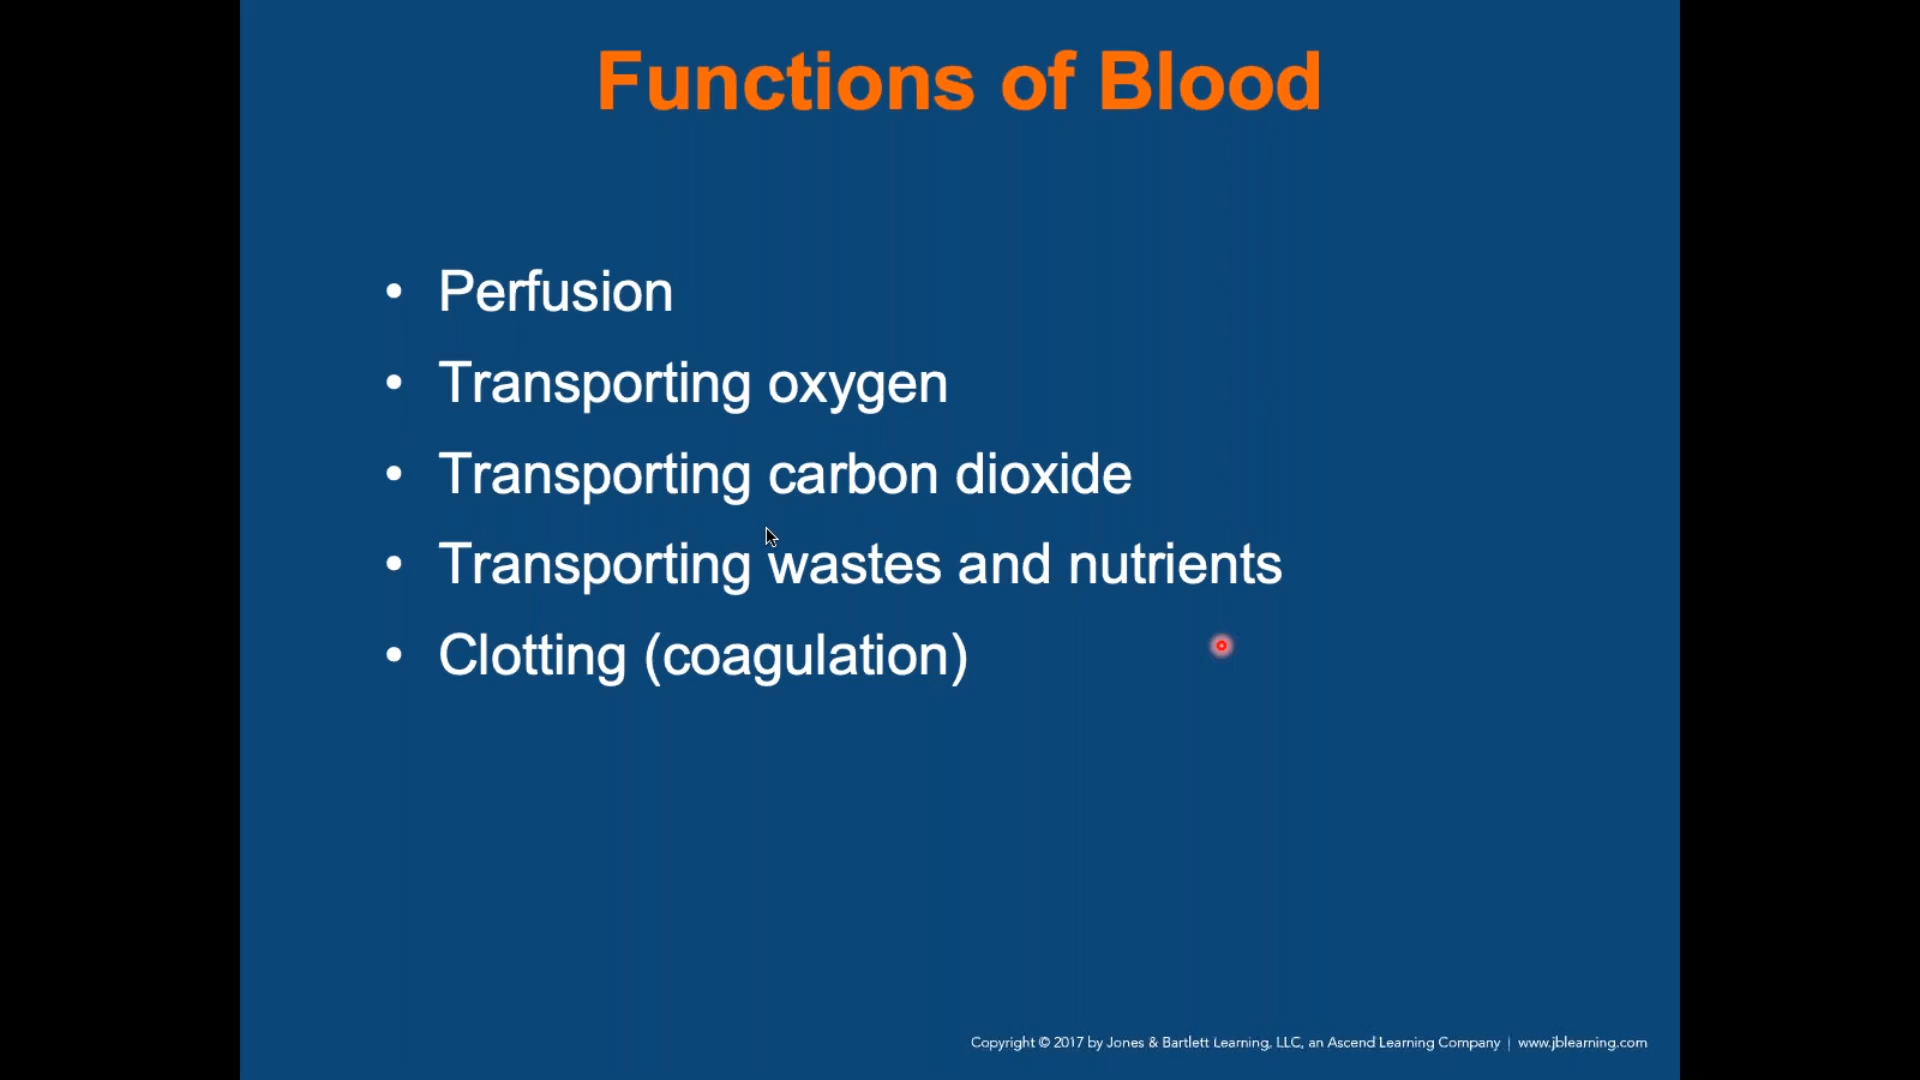 Functions of Blood
• Perfusion
• Transporting oxygen
• Transporting carbon dioxide
• Transporting wastes and nutrients
• Clotting (coagulation)
Copyright © 2017 by Jones & Bartlett Learning, LLC, an Ascend Learning Company | www.jblearning.com